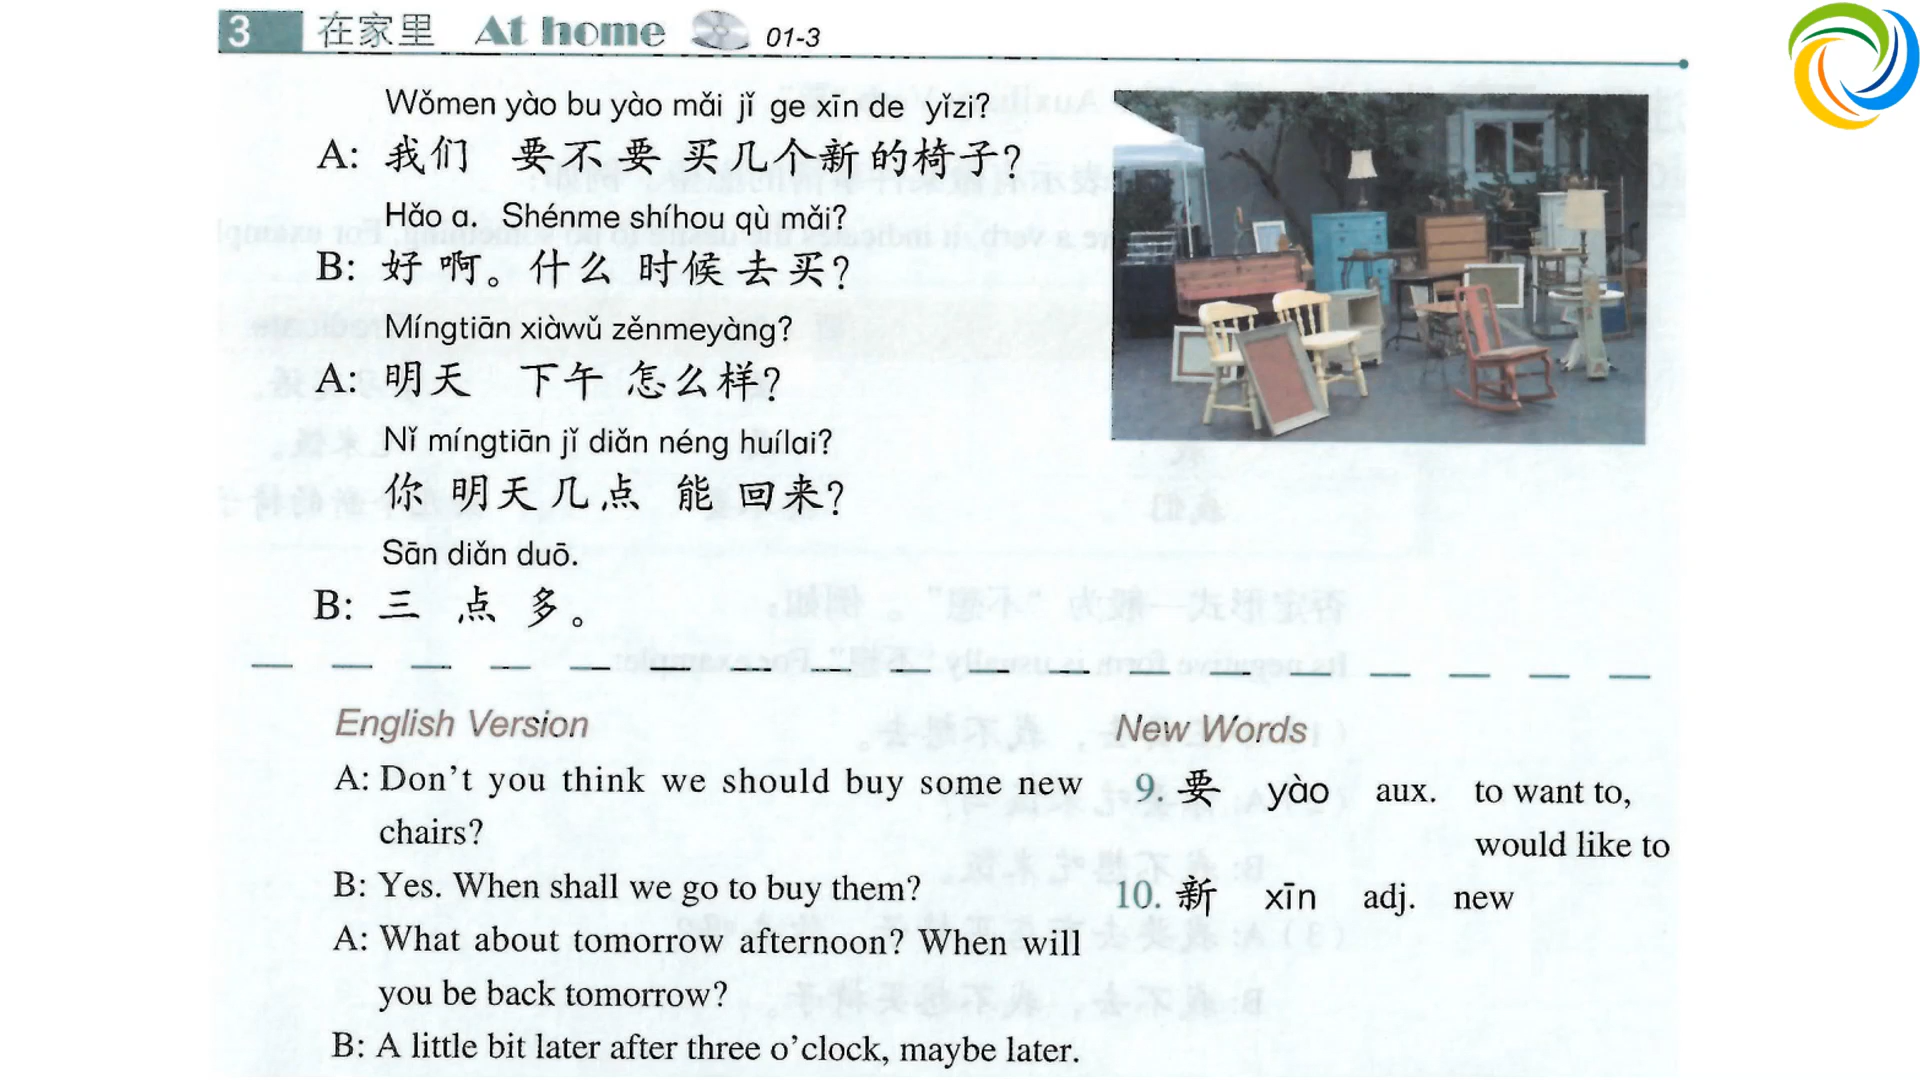 3 在家里 At home 01-3
Wǒmen yào bu yào mǎi jǐ ge xīn de yǐzi?
A: 我们 要不要买几个新的椅子?
Hǎo a. Shénme shíhou qù mǎi?
B: 好啊。什么时候去买?
Míngtiān xiàwǔ zěnmeyàng?
A: 明天 下午 怎么样?
Nǐ míngtiān jǐ diǎn néng huílai?
你 明天几点 能 回来?
Sān diǎn duō.
B: 三 点 多。
English Version
A: Don't you think we should buy some new
chairs?
B: Yes. When shall we go to buy them?
A: What about tomorrow afternoon? When will
you be back tomorrow?
B: A little bit later after three o'clock, maybe later.
New Words
9. 要 yào aux. to want to,
would like to
10. 新 xīn adj. new